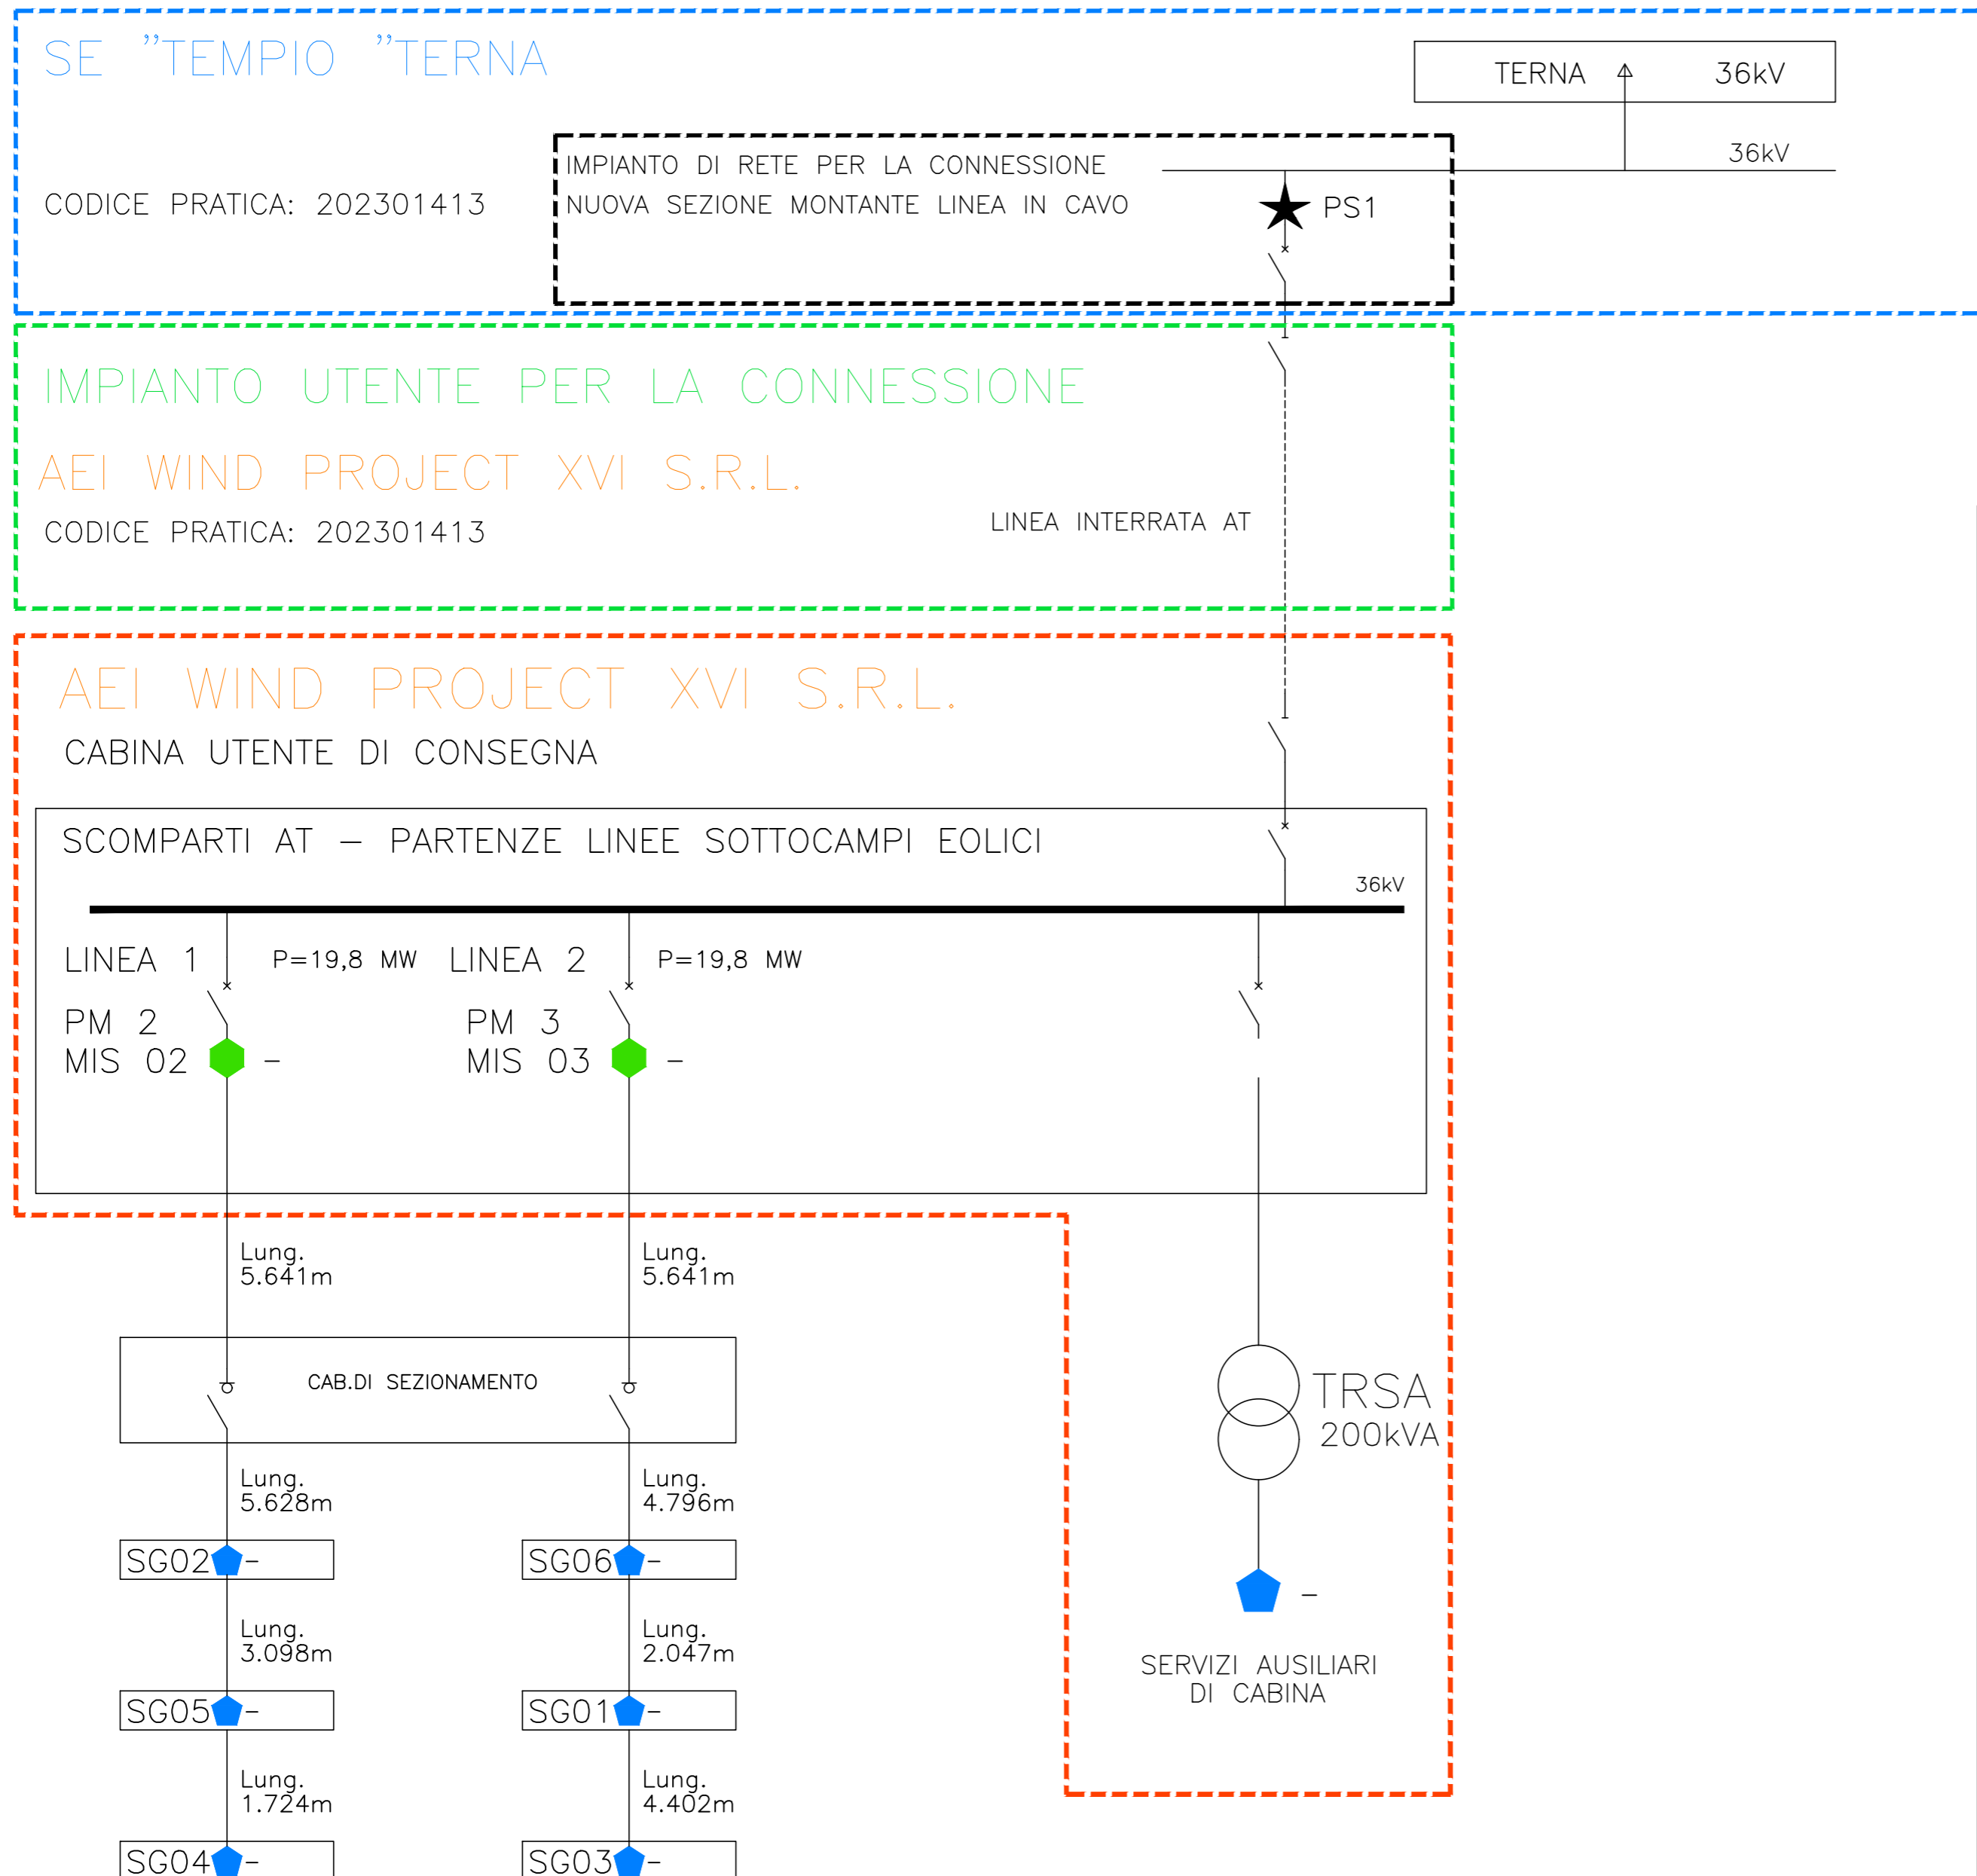 SE "TEMPIO "TERNA
TERNA 36kV
36kV
IMPIANTO DI RETE PER LA CONNESSIONE
CODICE PRATICA: 202301413
NUOVA SEZIONE MONTANTE LINEA IN CAVO
PS1
IMPIANTO UTENTE PER LA CONNESSIONE
AEI WIND PROJECT XVI S.R.L.
CODICE PRATICA: 202301413
LINEA INTERRATA AT
AEI WIND PROJECT XVI S.R.L.
CABINA UTENTE DI CONSEGNA
SCOMPARTI AT – PARTENZE LINEE SOTTOCAMPI EOLICI
36kV
LINEA 1 P=19,8 MW
LINEA 2 P=19,8 MW
PM 2
MIS 02 -
PM 3
MIS 03 -
Lung.
5.641m
Lung.
5.641m
CAB.DI SEZIONAMENTO
TRSA
200kVA
Lung.
5.628m
Lung.
4.796m
SG02 -
SG06 -
-
Lung.
3.098m
Lung.
2.047m
SERVIZI AUSILIARI
DI CABINA
SG05 -
SG01 -
Lung.
1.724m
Lung.
4.402m
SG04 -
SG03 -